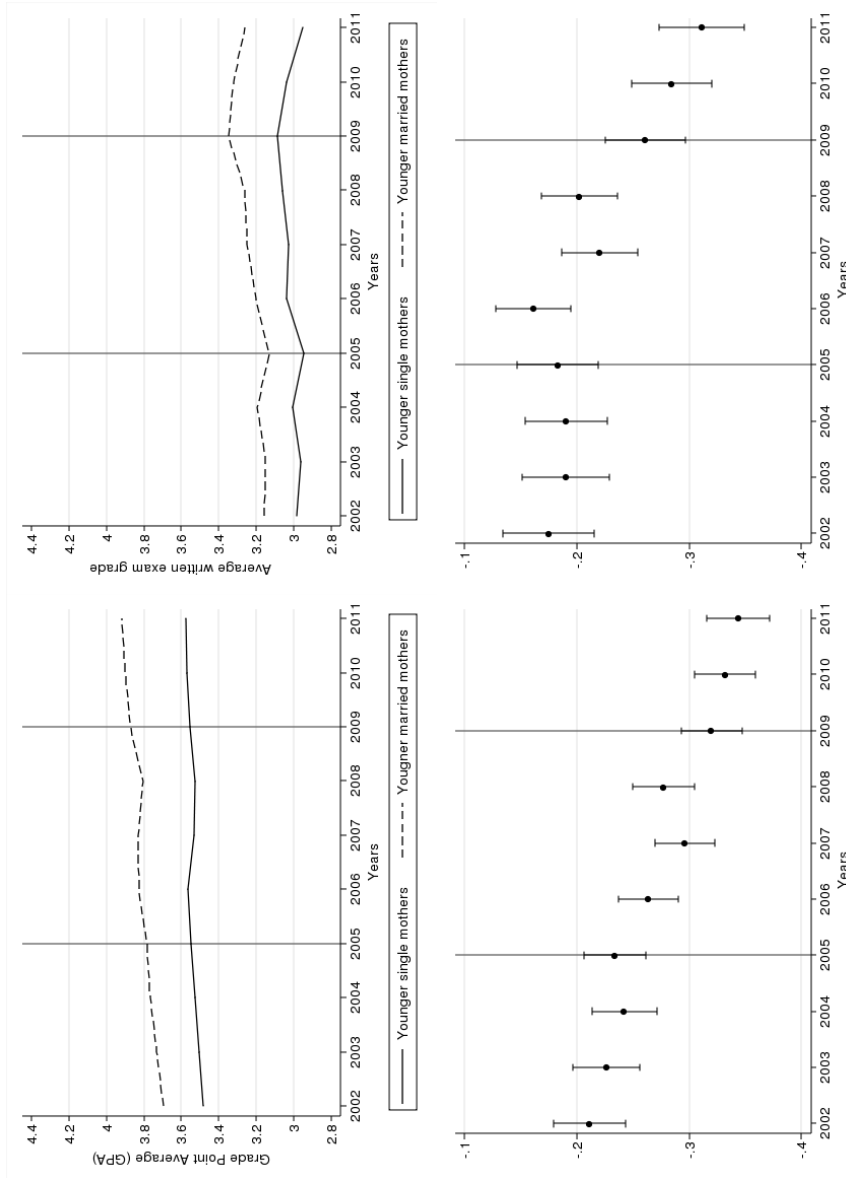 Grade Point Average (GPA)
4.4
4.2
4
3.8
3.6
3.4
3.2
3
2.8
2002 2003 2004 2005 2006 2007 2008 2009 2010 2011
Years
Younger single mothers
Yougner married mothers
Average written exam grade
4.4
4.2
4
3.8
3.6
3.4
3.2
3
2.8
2002 2003 2004 2005 2006 2007 2008 2009 2010 2011
Years
Younger single mothers
Younger married mothers
-.1
-.2
-.3
-.4
2002 2003 2004 2005 2006 2007 2008 2009 2010 2011
Years
-.1
-.2
-.3
-.4
2002 2003 2004 2005 2006 2007 2008 2009 2010 2011
Years